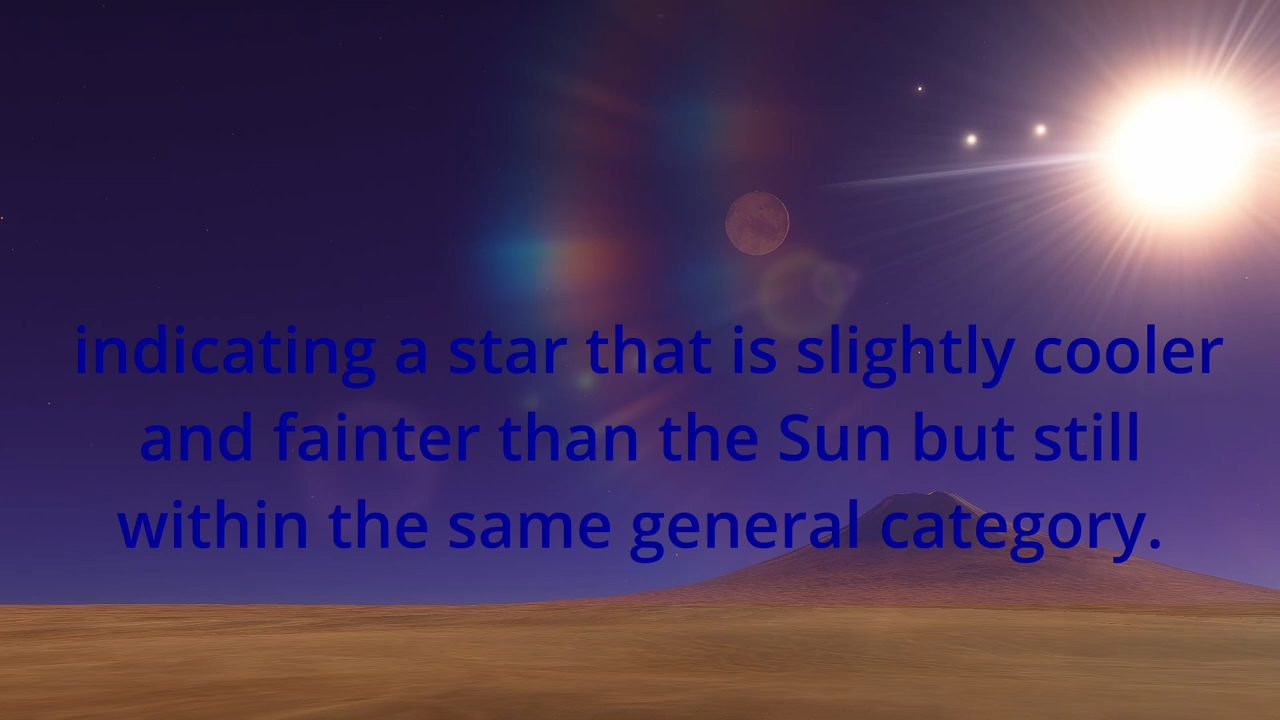 indicating a star that is slightly cooler
and fainter than the Sun but still
within the same general category.